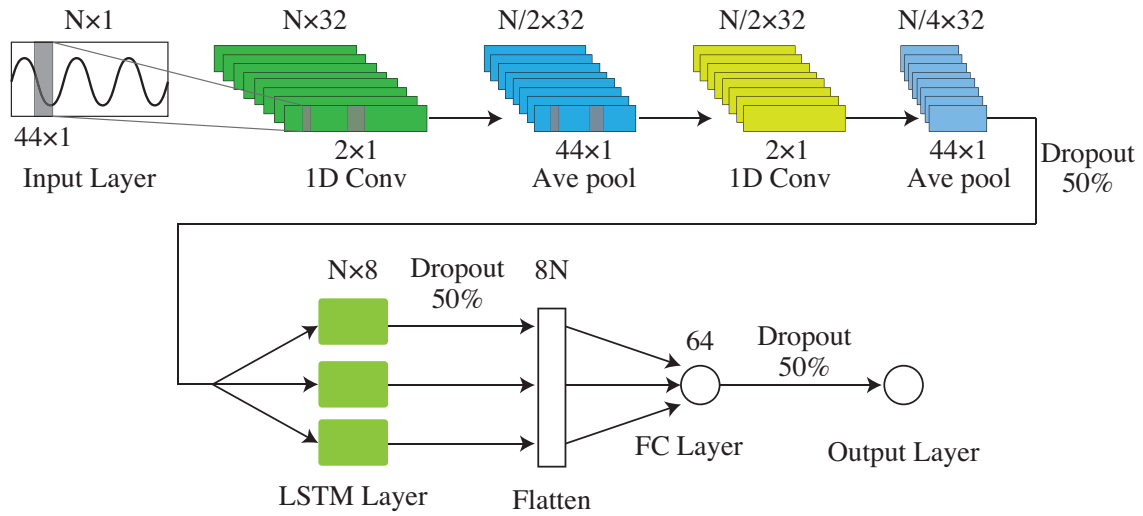 N×1
N×32
N/2×32
N/2×32
N/4×32
44×1
Input Layer
2×1
1D Conv
44×1
Ave pool
2×1
1D Conv
44×1
Ave pool
Dropout
50%
N×8
Dropout
50%
8N
64
Dropout
50%
LSTM Layer
Flatten
FC Layer
Output Layer